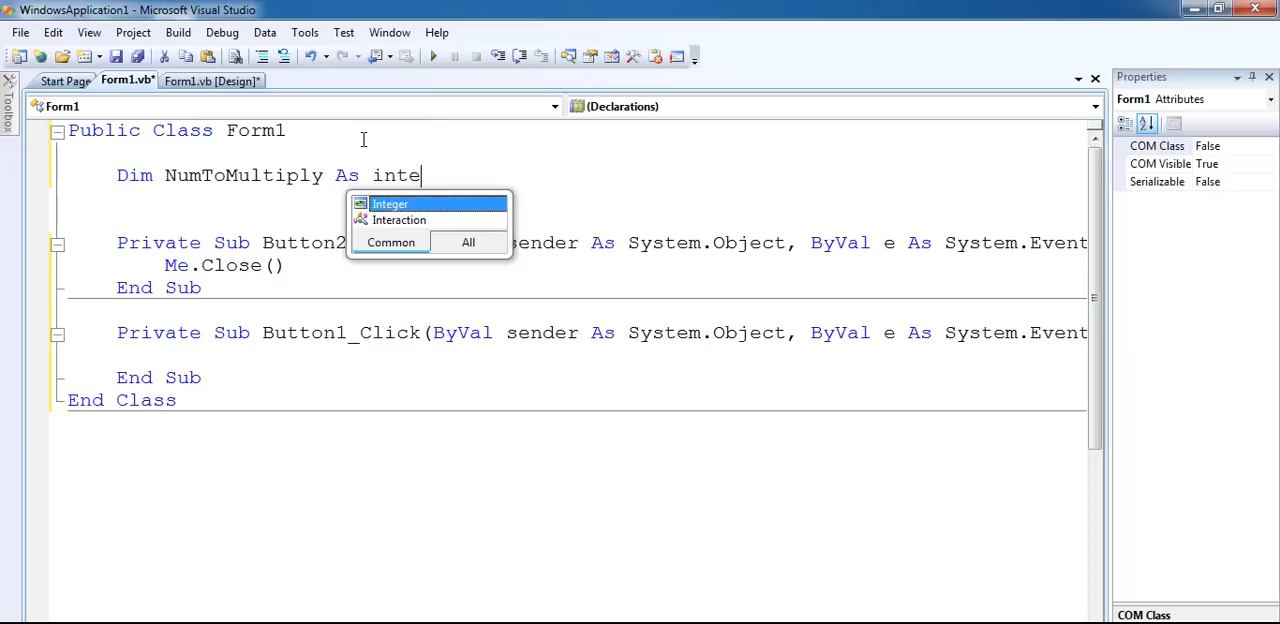 WindowsApplication1 - Microsoft Visual Studio
File Edit View Project Build Debug Data Tools Test Window Help
Start Page Form1.vb* Form1.vb [Design]*
Toolbox
Form1 (Declarations)
Public Class Form1
Dim NumToMultiply As inte
Integer
Interaction
Common All
Private Sub Button2 sender As System.Object, ByVal e As System.Event
Me.Close()
End Sub
Private Sub Button1_Click(ByVal sender As System.Object, ByVal e As System.Event
End Sub
End Class
Properties
Form1 Attributes
COM Class False
COM Visible True
Serializable False
COM Class